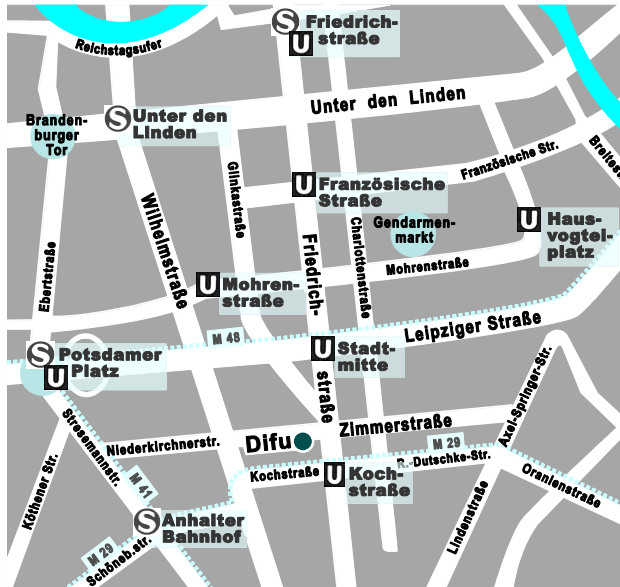 S Friedrich-
U straße
Reichstagsufer
Unter den Linden
Branden-
burger
Tor
S Unter den
Linden
Breitest
Französische Str.
Glinkastraße
U Französische
Straße
Wilhelmstraße
Gendarmen-
markt
U Haus-
vogtei-
platz
Charlottenstraße
Friedrich-
straße
Ebertstraße
Mohrenstraße
U Mohren-
straße
M 48
Leipziger Straße
S Potsdamer
U Platz
U Stadt-
mitte
Axel-Springer-Str.
Stresemannstr.
Zimmerstraße
Niederkirchnerstr.
Difu
M 29
Kochstraße
R.-Dutschke-Str.
U Koch-
straße
Köthener Str.
M 41
Oranienstraße
Lindenstraße
S Anhalter
Bahnhof
M 29
Schöneb.str.